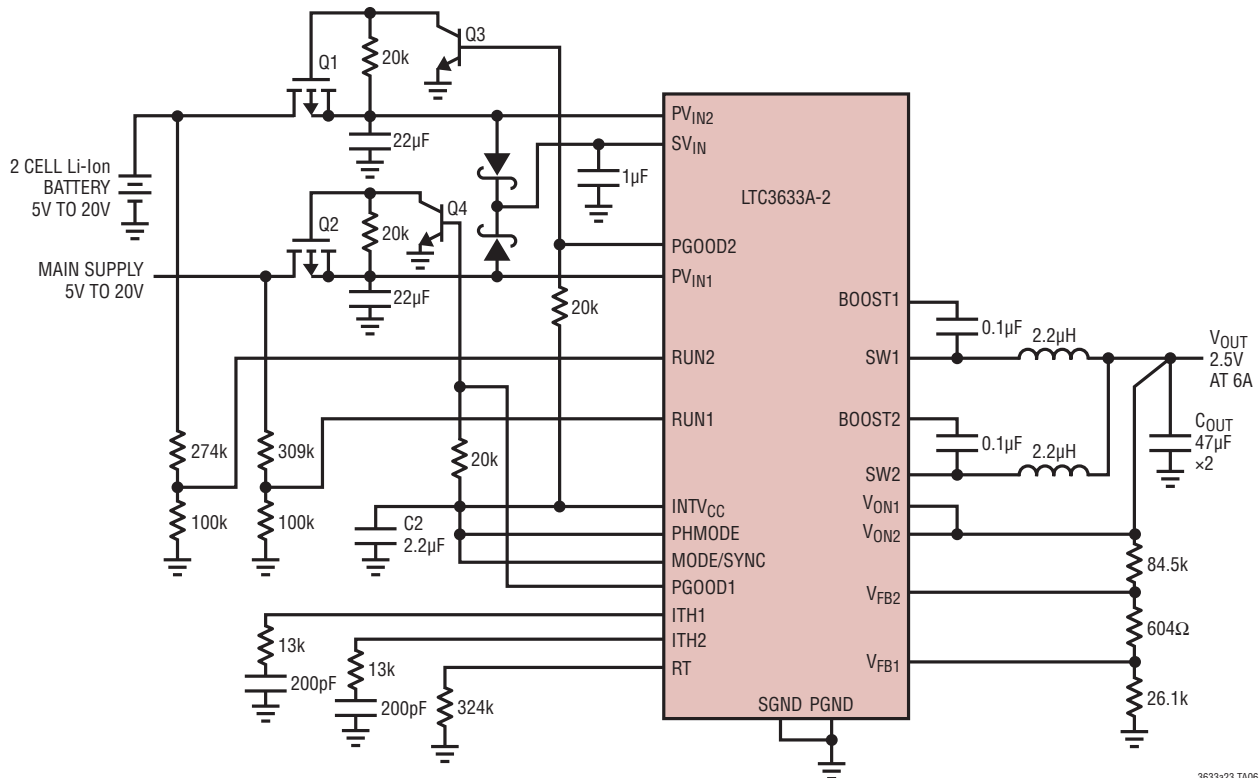 Q3
20k
Q1
22µF
2 CELL Li-Ion
BATTERY
5V TO 20V
Q4
20k
Q2
MAIN SUPPLY
5V TO 20V
22µF
1µF
20k
274k
309k
100k
100k
20k
C2
2.2µF
13k
200pF
13k
200pF
324k
LTC3633A-2
PVIN2
SVIN
PGOOD2
PVIN1
RUN2
RUN1
INTVCC
PHMODE
MODE/SYNC
PGOOD1
ITH1
ITH2
RT
SGND PGND
BOOST1
SW1
BOOST2
SW2
VON1
VON2
VFB2
VFB1
0.1µF
2.2µH
0.1µF
2.2µH
VOUT
2.5V
AT 6A
COUT
47µF
×2
84.5k
604Ω
26.1k
3633a23 TA06